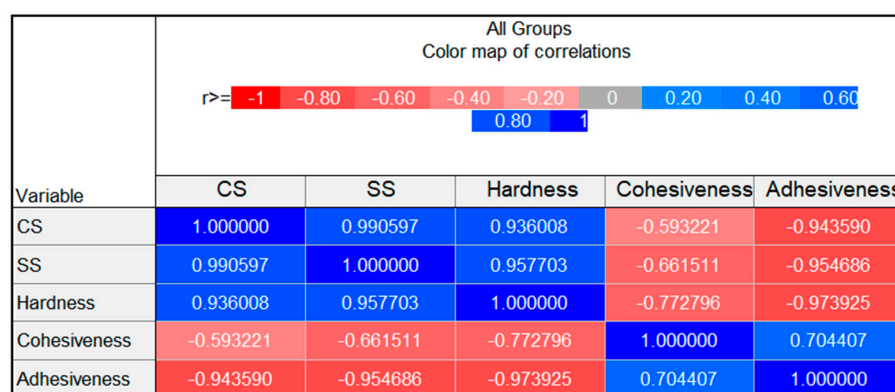 All Groups
Color map of correlations
r>= -1 -0.80 -0.60 -0.40 -0.20 0 0.20 0.40 0.60
0.80 1
Variable CS SS Hardness Cohesiveness Adhesiveness
CS 1.000000 0.990597 0.936008 -0.593221 -0.943590
SS 0.990597 1.000000 0.957703 -0.661511 -0.954686
Hardness 0.936008 0.957703 1.000000 -0.772796 -0.973925
Cohesiveness -0.593221 -0.661511 -0.772796 1.000000 0.704407
Adhesiveness -0.943590 -0.954686 -0.973925 0.704407 1.000000